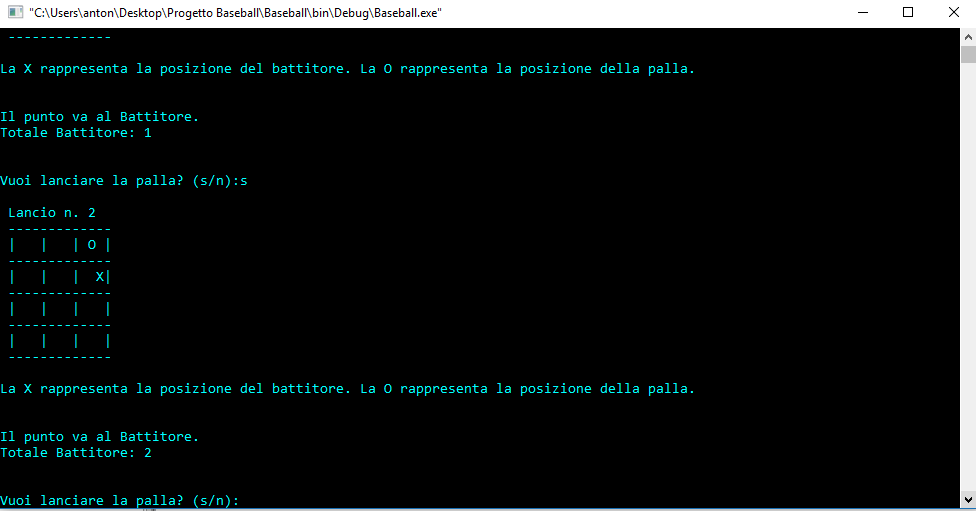 "C:\Users\anton\Desktop\Progetto Baseball\Baseball\bin\Debug\Baseball.exe"
-------------
La X rappresenta la posizione del battitore. La O rappresenta la posizione della palla.
Il punto va al Battitore.
Totale Battitore: 1
Vuoi lanciare la palla? (s/n):s
Lancio n. 2
-------------
|   |   | O |
-------------
|   |   |  X|
-------------
|   |   |   |
-------------
|   |   |   |
-------------
La X rappresenta la posizione del battitore. La O rappresenta la posizione della palla.
Il punto va al Battitore.
Totale Battitore: 2
Vuoi lanciare la palla? (s/n):